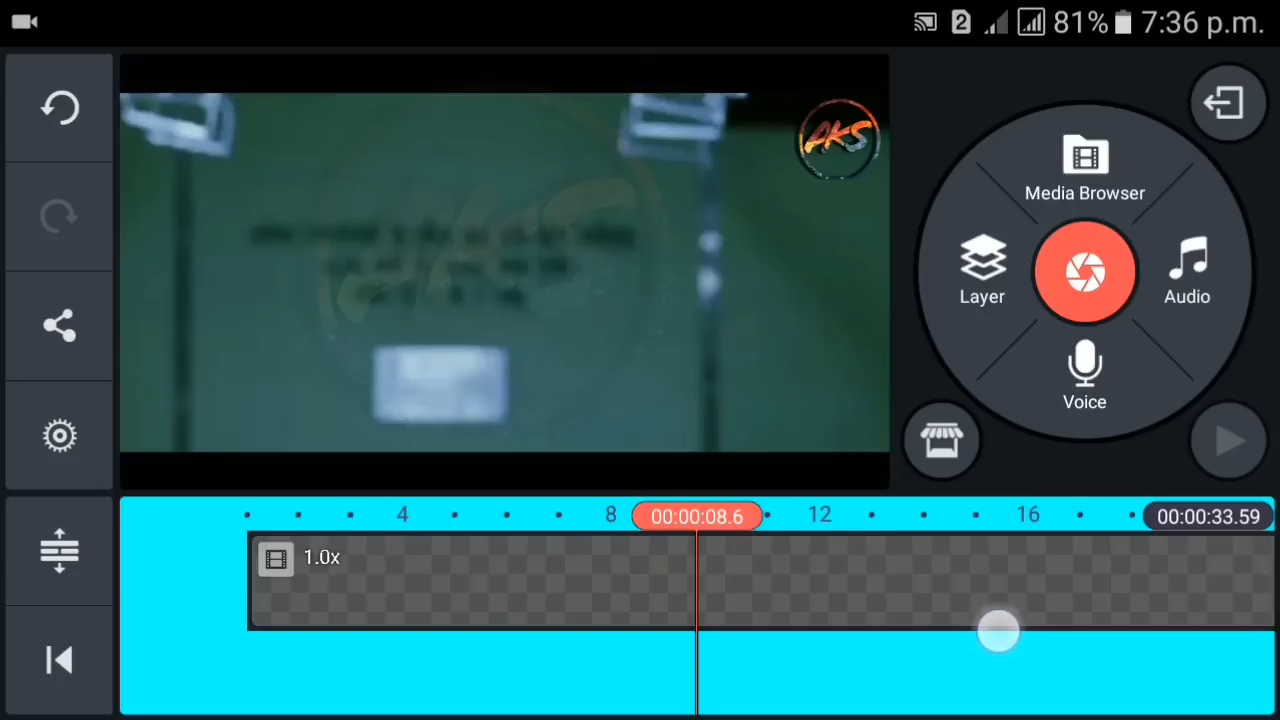 2 81% 7:36 p.m.
AKS
Media Browser
Layer
Audio
Voice
4 8 00:00:08.6 12 16 00:00:33.59
1.0x